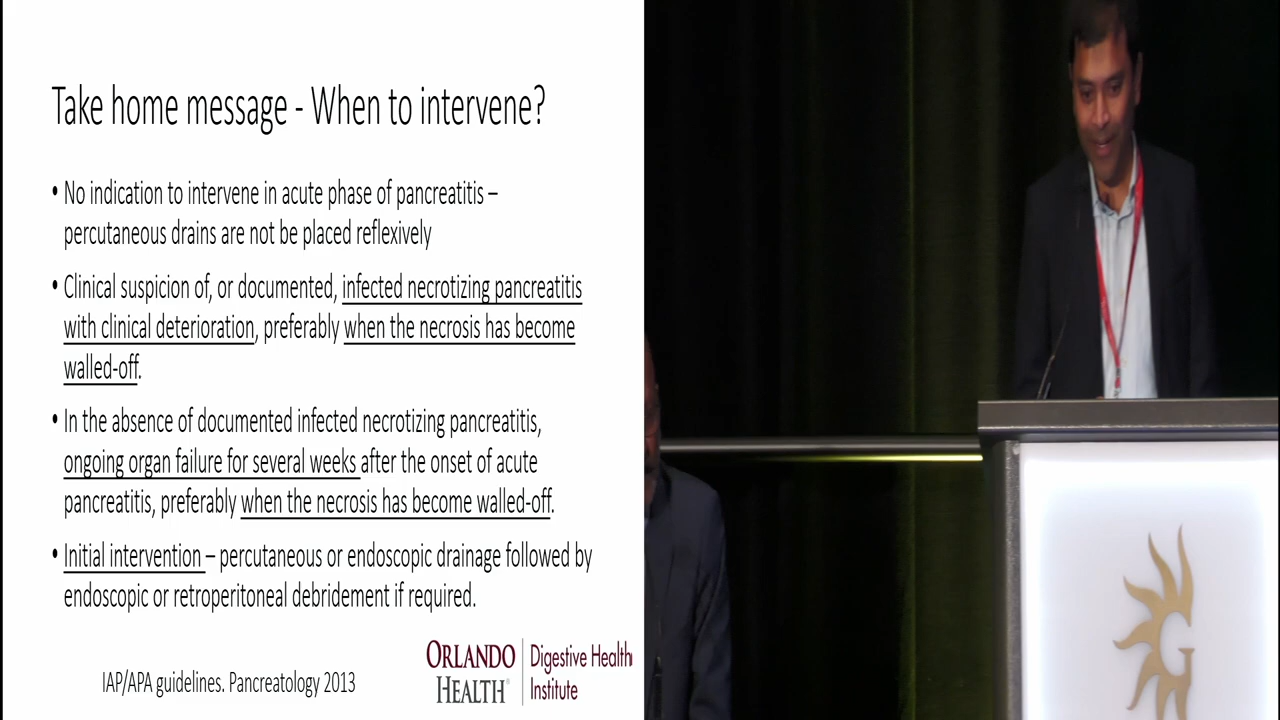 Take home message - When to intervene?
• No indication to intervene in acute phase of pancreatitis –
percutaneous drains are not be placed reflexively
• Clinical suspicion of, or documented, infected necrotizing pancreatitis
with clinical deterioration, preferably when the necrosis has become
walled-off.
• In the absence of documented infected necrotizing pancreatitis,
ongoing organ failure for several weeks after the onset of acute
pancreatitis, preferably when the necrosis has become walled-off.
• Initial intervention – percutaneous or endoscopic drainage followed by
endoscopic or retroperitoneal debridement if required.
IAP/APA guidelines. Pancreatology 2013
ORLANDO HEALTH®
Digestive Health Institute
G